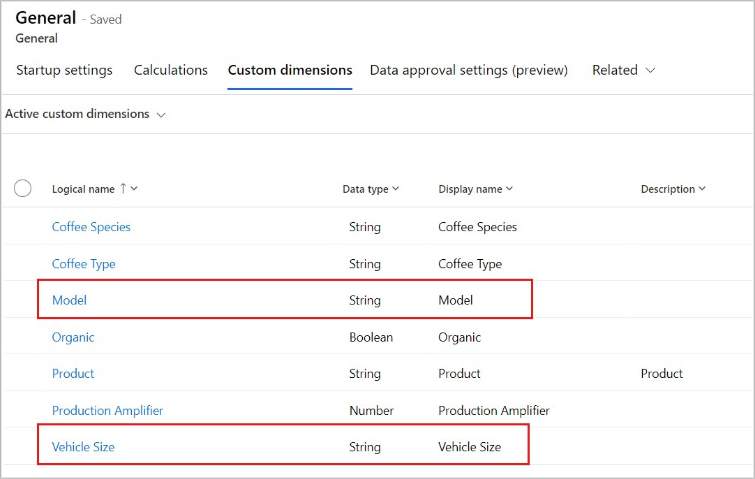 General - Saved
General
Startup settings Calculations Custom dimensions Data approval settings (preview) Related
Active custom dimensions
Logical name Data type Display name Description
Coffee Species String Coffee Species
Coffee Type String Coffee Type
Model String Model
Organic Boolean Organic
Product String Product Product
Production Amplifier Number Production Amplifier
Vehicle Size String Vehicle Size